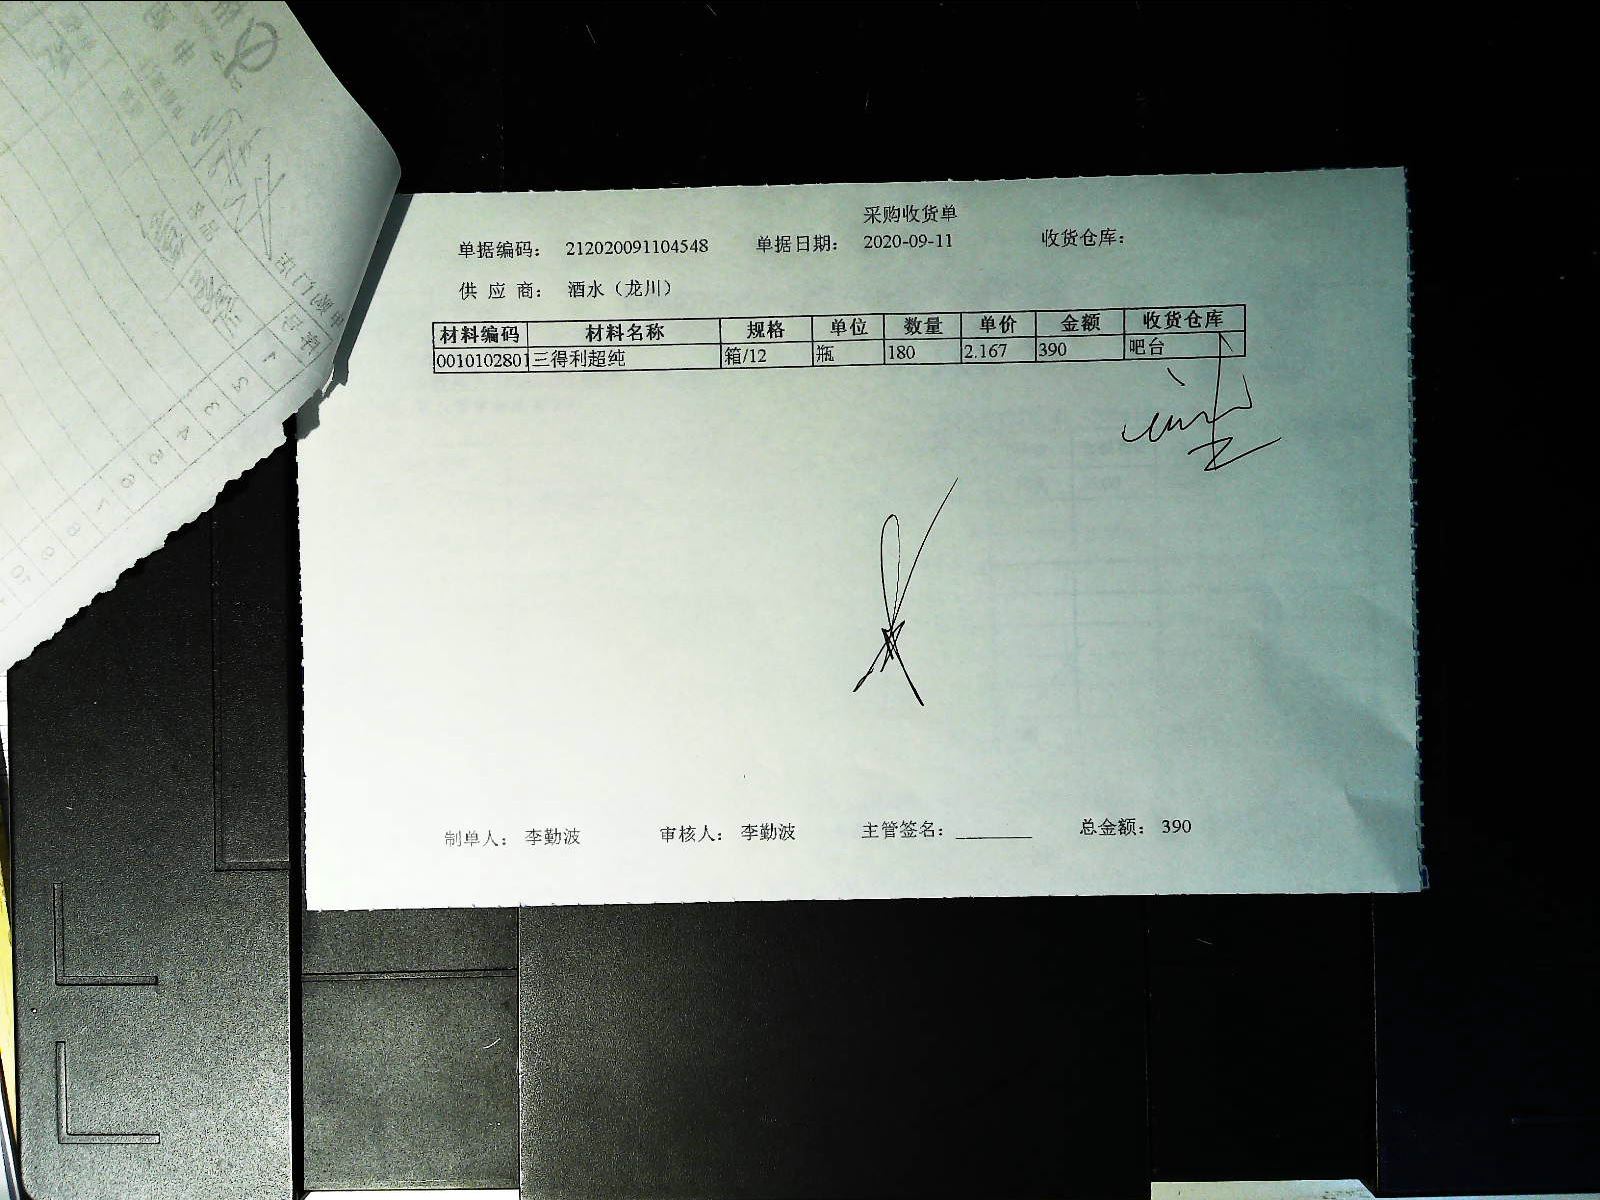 采购收货单
单据编码： 212020091104548 单据日期： 2020-09-11 收货仓库：
供 应 商： 酒水（龙川）
材料编码 材料名称 规格 单位 数量 单价 金额 收货仓库
0010102801 三得利超纯 箱/12 瓶 180 2.167 390 吧台
制单人： 李勤波 审核人： 李勤波 主管签名：________ 总金额： 390